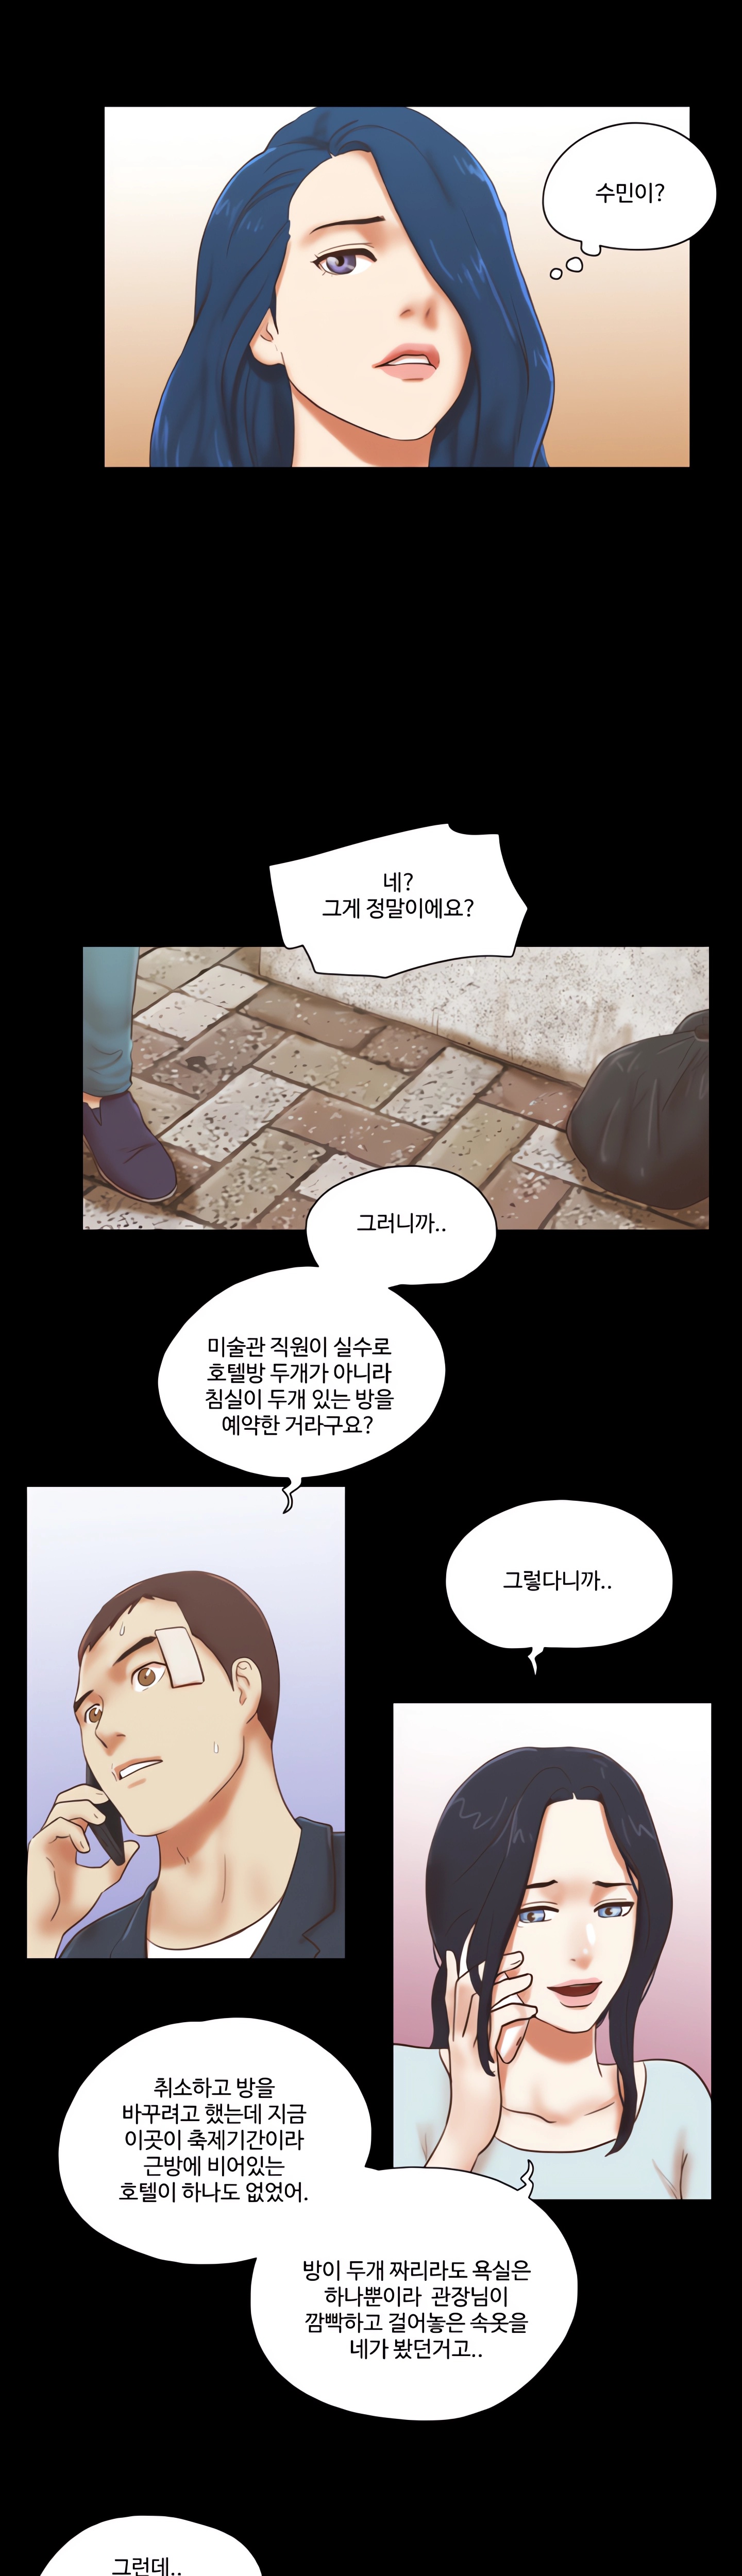 수민이?
네?
그게 정말이에요?
그러니까..
미술관 직원이 실수로
호텔방 두개가 아니라
침실이 두개 있는 방을
예약한 거라구요?
그렇다니까..
취소하고 방을
바꾸려고 했는데 지금
이곳이 축제기간이라
근방에 비어있는
호텔이 하나도 없었어.
방이 두개 짜리라도 욕실은
하나뿐이라 관장님이
깜빡하고 걸어놓은 속옷을
네가 봤던거고..
그런데..